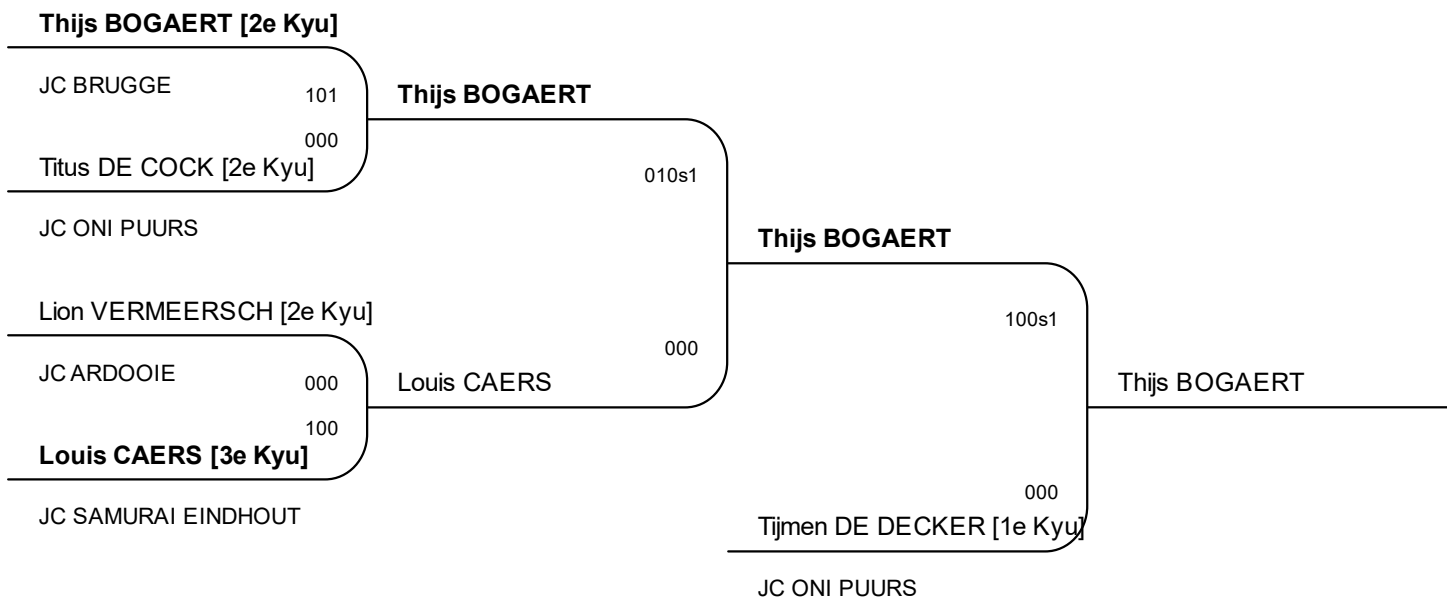 Thijs BOGAERT [2e Kyu]
JC BRUGGE
101
Thijs BOGAERT
000
Titus DE COCK [2e Kyu]
010s1
JC ONI PUURS
Thijs BOGAERT
Lion VERMEERSCH [2e Kyu]
100s1
000
JC ARDOOIE
000
Louis CAERS
Thijs BOGAERT
100
Louis CAERS [3e Kyu]
000
JC SAMURAI EINDHOUT
Tijmen DE DECKER [1e Kyu]
JC ONI PUURS